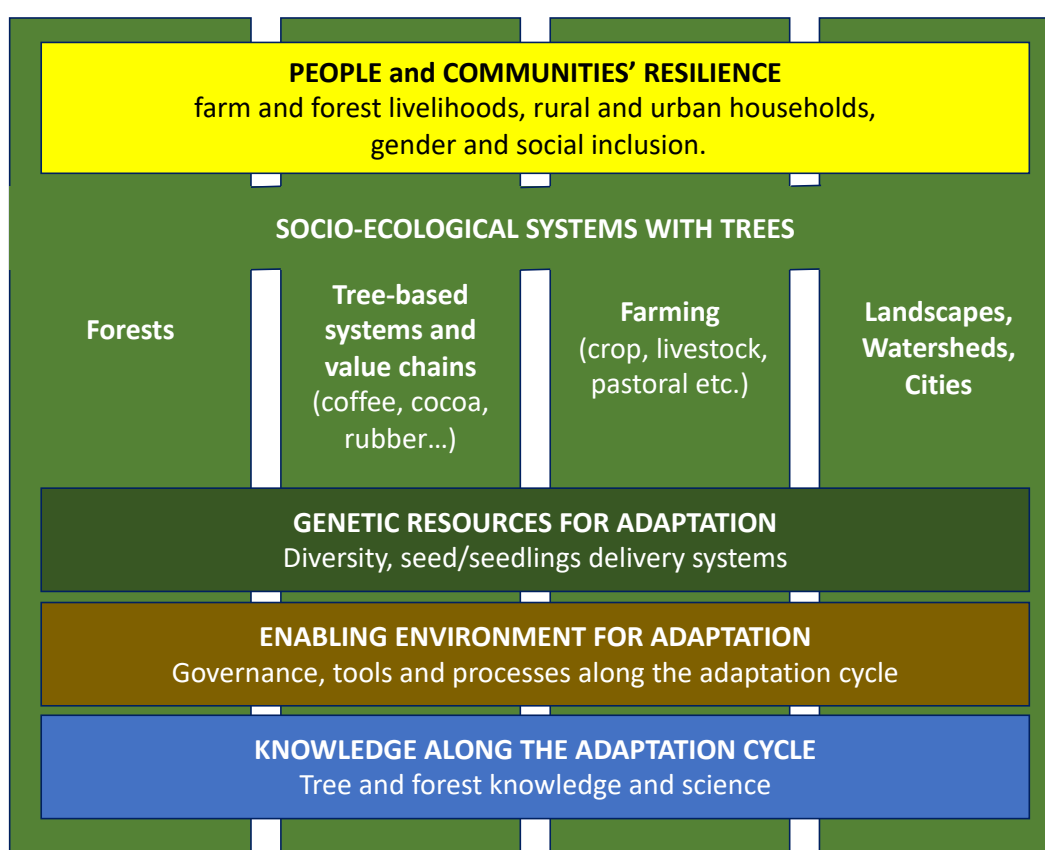 PEOPLE and COMMUNITIES’ RESILIENCE
farm and forest livelihoods, rural and urban households,
gender and social inclusion.
SOCIO-ECOLOGICAL SYSTEMS WITH TREES
Forests
Tree-based
systems and
value chains
(coffee, cocoa,
rubber…)
Farming
(crop, livestock,
pastoral etc.)
Landscapes,
Watersheds,
Cities
GENETIC RESOURCES FOR ADAPTATION
Diversity, seed/seedlings delivery systems
ENABLING ENVIRONMENT FOR ADAPTATION
Governance, tools and processes along the adaptation cycle
KNOWLEDGE ALONG THE ADAPTATION CYCLE
Tree and forest knowledge and science